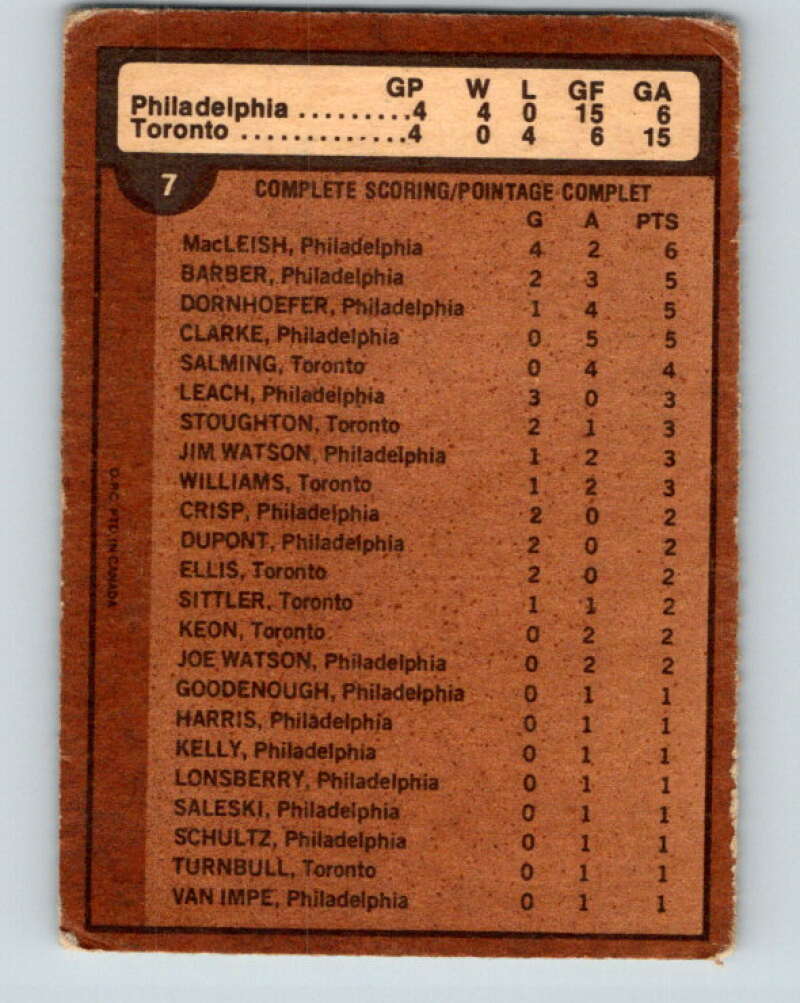 GP W L GF GA
Philadelphia .........4 4 0 15 6
Toronto .............4 0 4 6 15
7
COMPLETE SCORING/POINTAGE COMPLET
G A PTS
MacLEISH, Philadelphia 4 2 6
BARBER, Philadelphia 2 3 5
DORNHOEFER, Philadelphia 1 4 5
CLARKE, Philadelphia 0 5 5
SALMING, Toronto 0 4 4
LEACH, Philadelphia 3 0 3
STOUGHTON, Toronto 2 1 3
JIM WATSON, Philadelphia 1 2 3
WILLIAMS, Toronto 1 2 3
CRISP, Philadelphia 2 0 2
DUPONT, Philadelphia 2 0 2
ELLIS, Toronto 2 0 2
SITTLER, Toronto 1 1 2
KEON, Toronto 0 2 2
JOE WATSON, Philadelphia 0 2 2
GOODENOUGH, Philadelphia 0 1 1
HARRIS, Philadelphia 0 1 1
KELLY, Philadelphia 0 1 1
LONSBERRY, Philadelphia 0 1 1
SALESKI, Philadelphia 0 1 1
SCHULTZ, Philadelphia 0 1 1
TURNBULL, Toronto 0 1 1
VAN IMPE, Philadelphia 0 1 1
O.P.C. PTD. IN CANADA